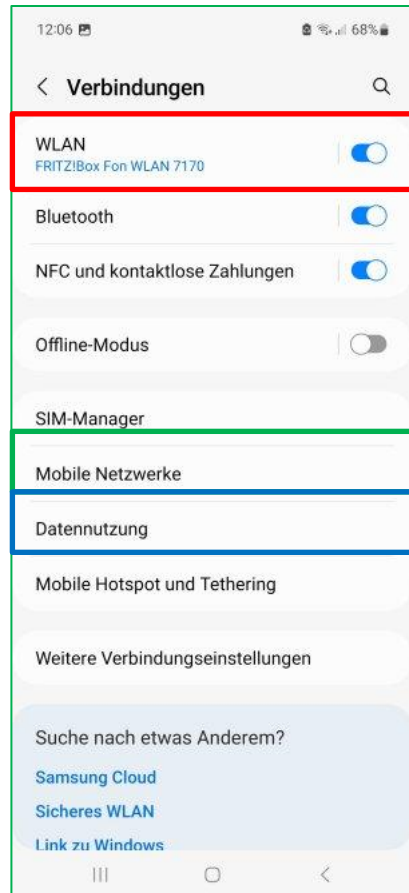 12:06 68%
Verbindungen
WLAN
FRITZ!Box Fon WLAN 7170
Bluetooth
NFC und kontaktlose Zahlungen
Offline-Modus
SIM-Manager
Mobile Netzwerke
Datennutzung
Mobile Hotspot und Tethering
Weitere Verbindungseinstellungen
Suche nach etwas Anderem?
Samsung Cloud
Sicheres WLAN
Link zu Windows